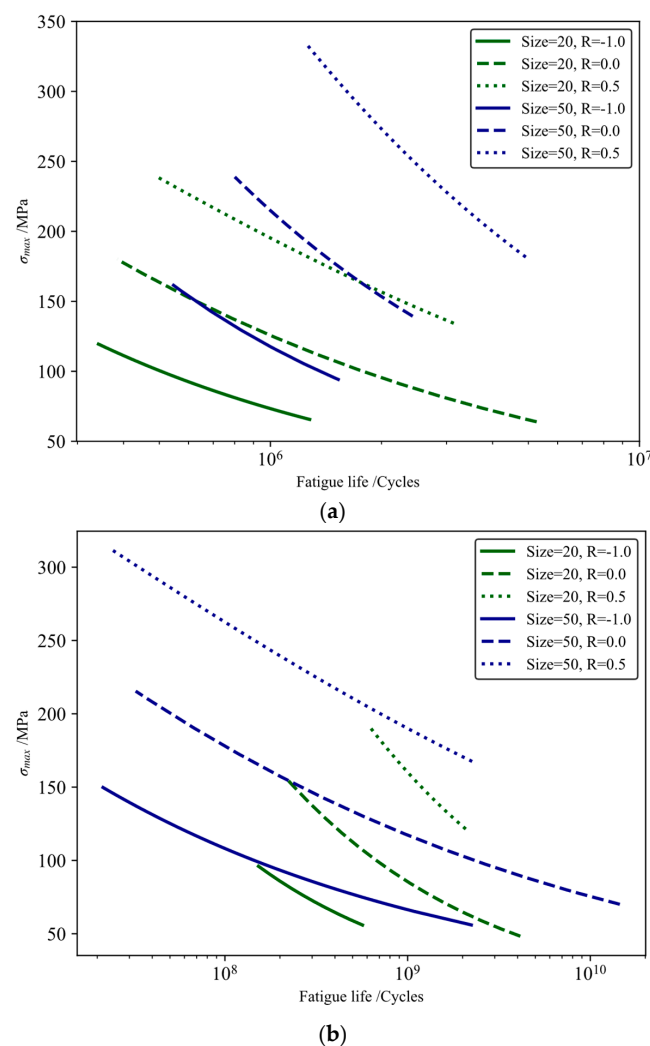 350
300
250
200
150
100
50
σmax /MPa
Size=20, R=-1.0
Size=20, R=0.0
Size=20, R=0.5
Size=50, R=-1.0
Size=50, R=0.0
Size=50, R=0.5
10⁶ 10⁷
Fatigue life /Cycles
(a)
300
250
200
150
100
50
σmax /MPa
Size=20, R=-1.0
Size=20, R=0.0
Size=20, R=0.5
Size=50, R=-1.0
Size=50, R=0.0
Size=50, R=0.5
10⁸ 10⁹ 10¹⁰
Fatigue life /Cycles
(b)